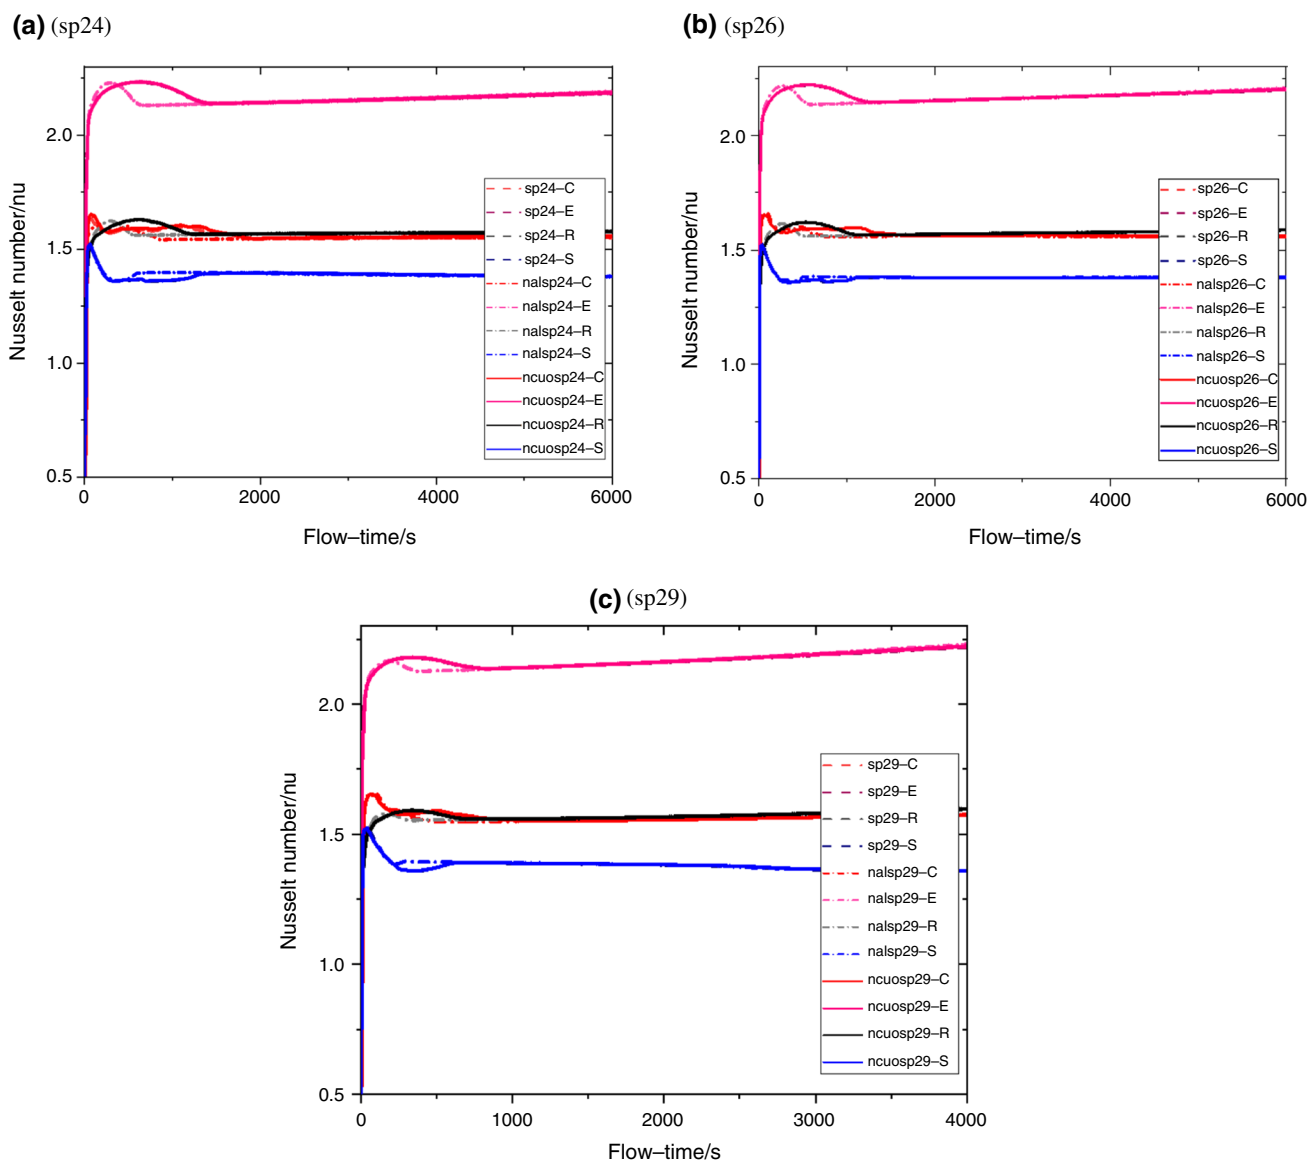 (a) (sp24)
Nusselt number/nu
2.0
1.5
1.0
0.5
0
2000
4000
6000
Flow–time/s
sp24–C
sp24–E
sp24–R
sp24–S
nalsp24–C
nalsp24–E
nalsp24–R
nalsp24–S
ncuosp24–C
ncuosp24–E
ncuosp24–R
ncuosp24–S
(b) (sp26)
Nusselt number/nu
2.0
1.5
1.0
0.5
0
2000
4000
6000
Flow–time/s
sp26–C
sp26–E
sp26–R
sp26–S
nalsp26–C
nalsp26–E
nalsp26–R
nalsp26–S
ncuosp26–C
ncuosp26–E
ncuosp26–R
ncuosp26–S
(c) (sp29)
Nusselt number/nu
2.0
1.5
1.0
0.5
0
1000
2000
3000
4000
Flow–time/s
sp29–C
sp29–E
sp29–R
sp29–S
nalsp29–C
nalsp29–E
nalsp29–R
nalsp29–S
ncuosp29–C
ncuosp29–E
ncuosp29–R
ncuosp29–S